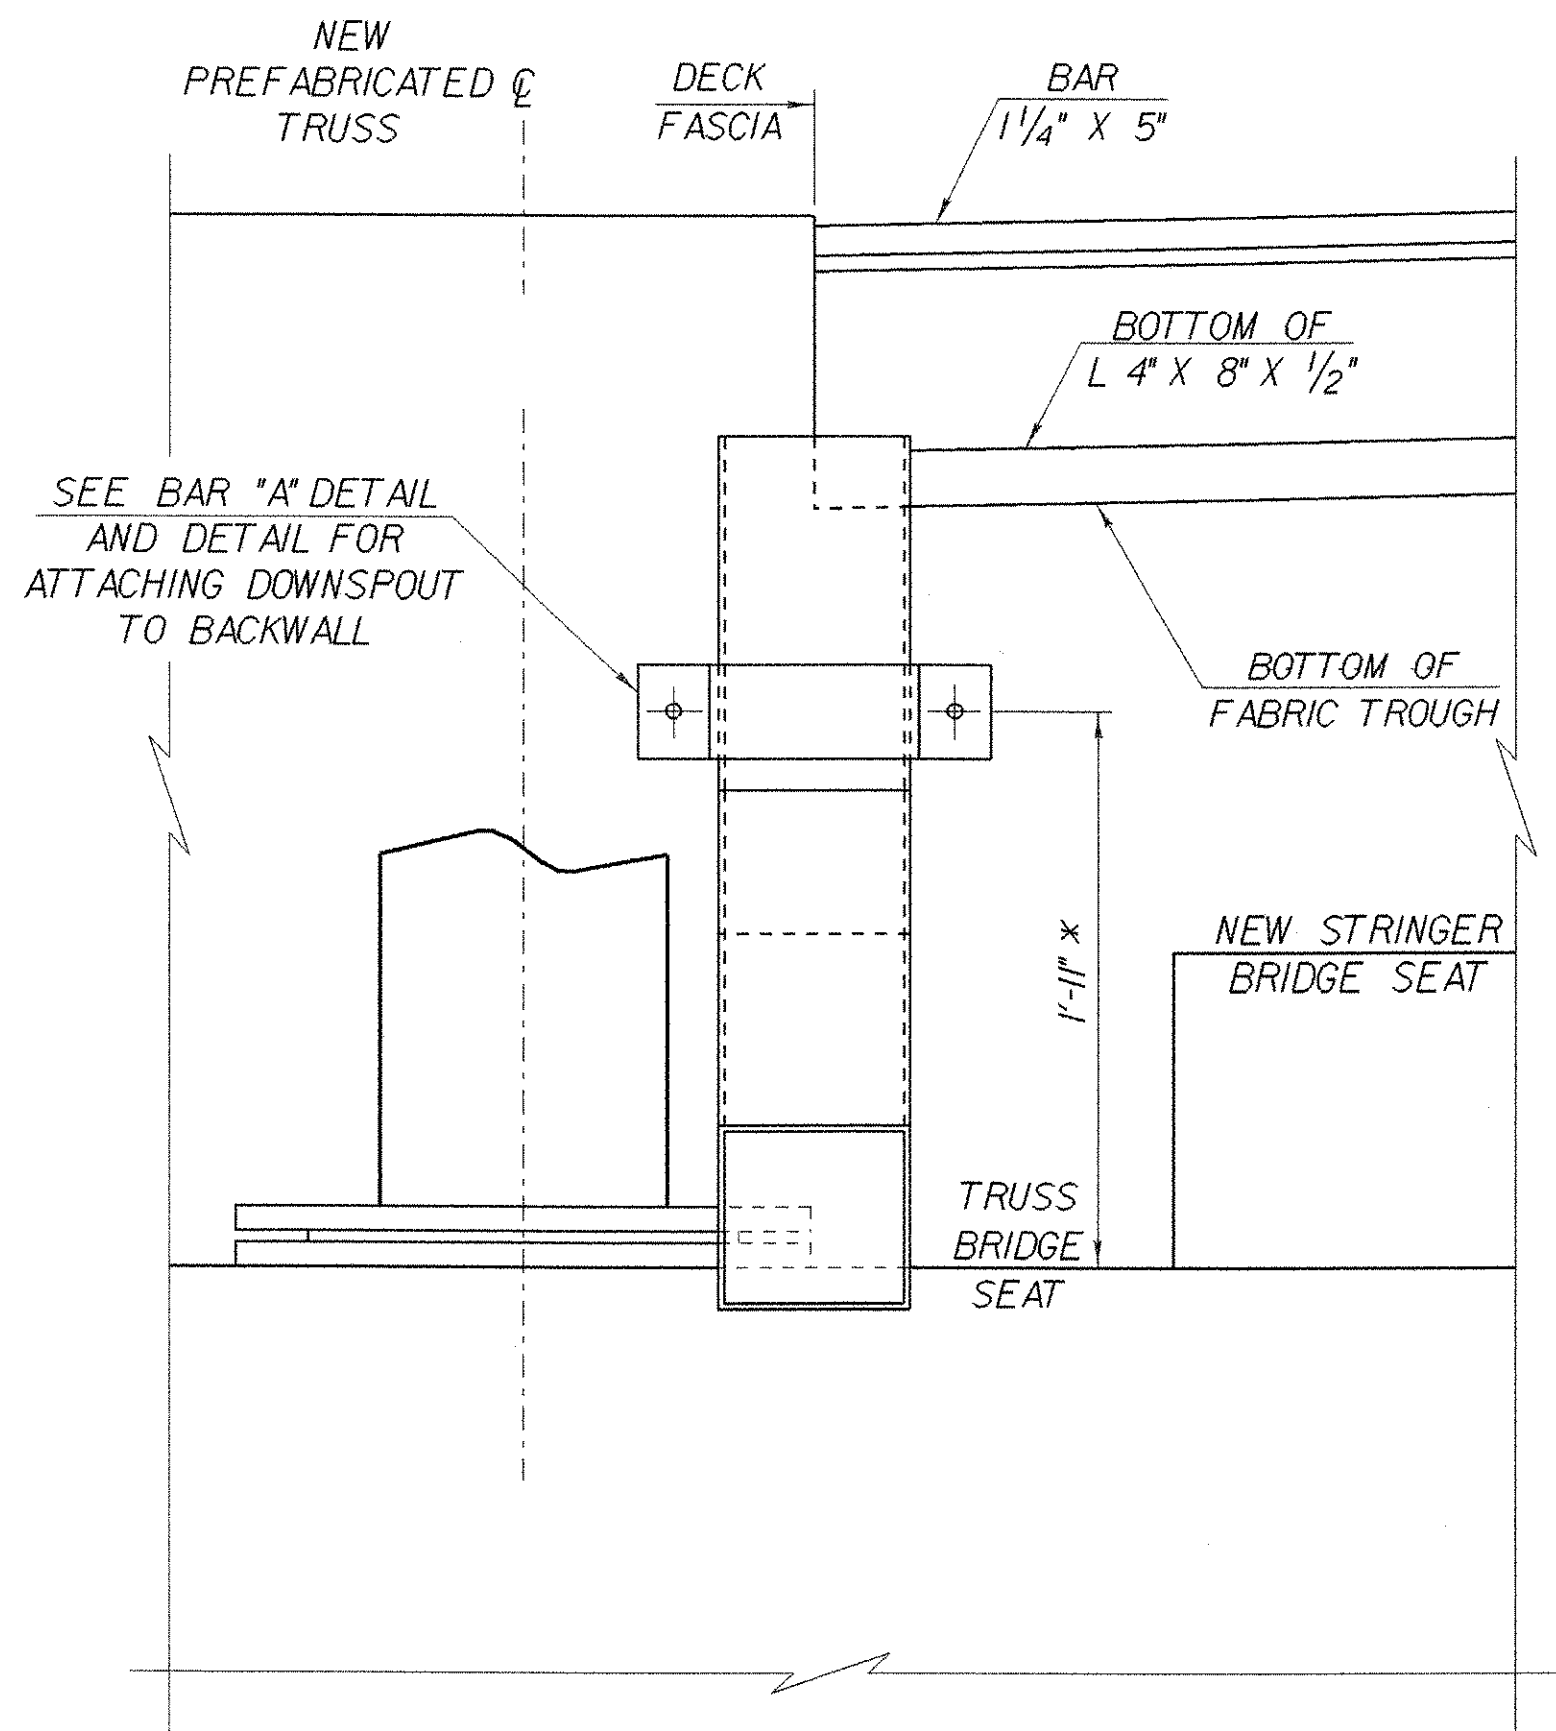 NEW
PREFABRICATED ℄
TRUSS
DECK
FASCIA
BAR
1 1/4" X 5"
BOTTOM OF
L 4" X 8" X 1/2"
SEE BAR "A" DETAIL
AND DETAIL FOR
ATTACHING DOWNSPOUT
TO BACKWALL
BOTTOM OF
FABRIC TROUGH
1'-11" *
NEW STRINGER
BRIDGE SEAT
TRUSS
BRIDGE
SEAT